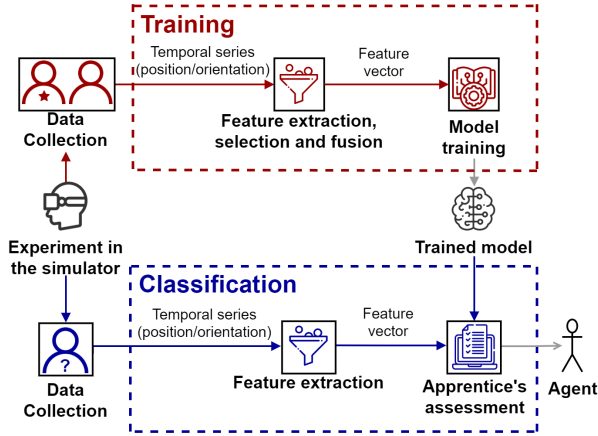 Training
Temporal series
(position/orientation)
Feature
vector
Data
Collection
Feature extraction,
selection and fusion
Model
training
Experiment in
the simulator
Trained model
Classification
Temporal series
(position/orientation)
Feature
vector
?
Data
Collection
Feature extraction
Apprentice's
assessment
Agent